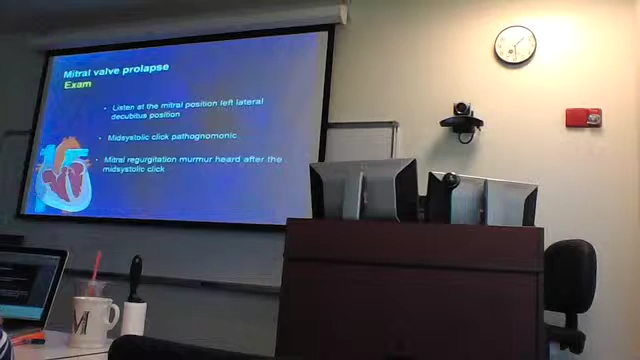 Mitral valve prolapse
Exam
• Listen at the mitral position left lateral
decubitus position
• Midsystolic click pathognomonic
• Mitral regurgitation murmur heard after the
midsystolic click
M